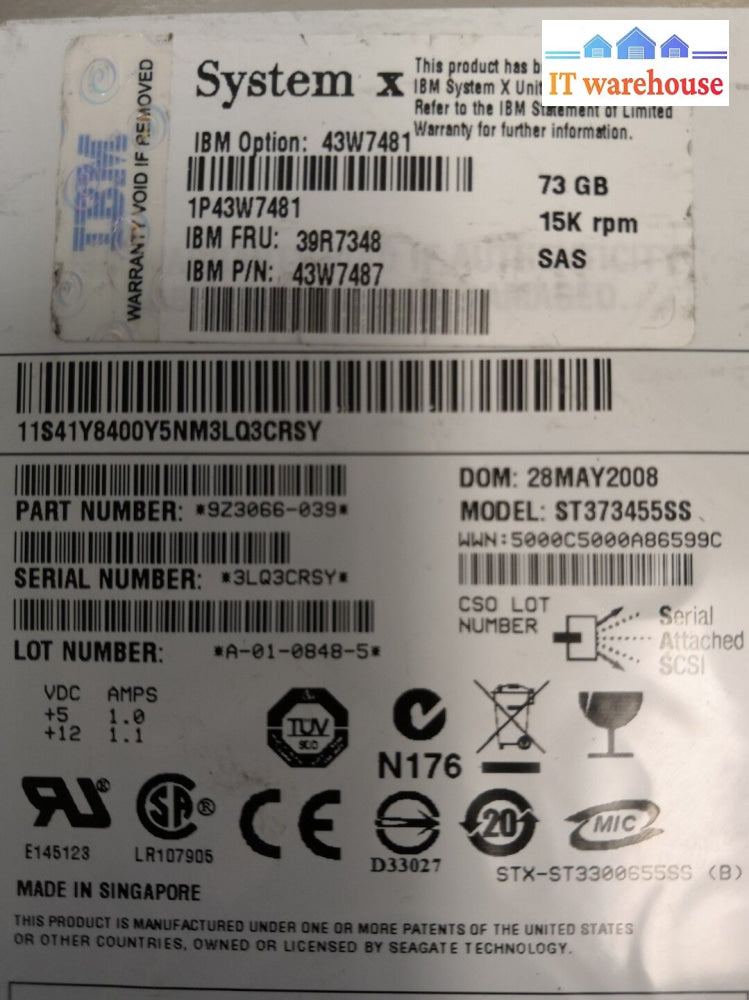 IT warehouse
IBM
WARRANTY VOID IF REMOVED
System x
This product has b
IBM System X Unit
Refer to the IBM Statement of Limited
Warranty for further information.
IBM Option: 43W7481
1P43W7481
IBM FRU: 39R7348
IBM P/N: 43W7487
73 GB
15K rpm
SAS
11S41Y8400Y5NM3LQ3CRSY
PART NUMBER: *9Z3066-039*
SERIAL NUMBER: *3LQ3CRSY*
LOT NUMBER: *A-01-0848-5*
DOM: 28MAY2008
MODEL: ST373455SS
WWN:5000C5000A86599C
CSO LOT
NUMBER
Serial
Attached
SCSI
VDC AMPS
+5 1.0
+12 1.1
TUV
N176
E145123
SA ®
LR107905
CE
D33027
20
MIC
STX-ST3300655SS (B)
MADE IN SINGAPORE
THIS PRODUCT IS MANUFACTURED UNDER ONE OR MORE PATENTS OF THE UNITED STATES
OR OTHER COUNTRIES, OWNED OR LICENSED BY SEAGATE TECHNOLOGY.